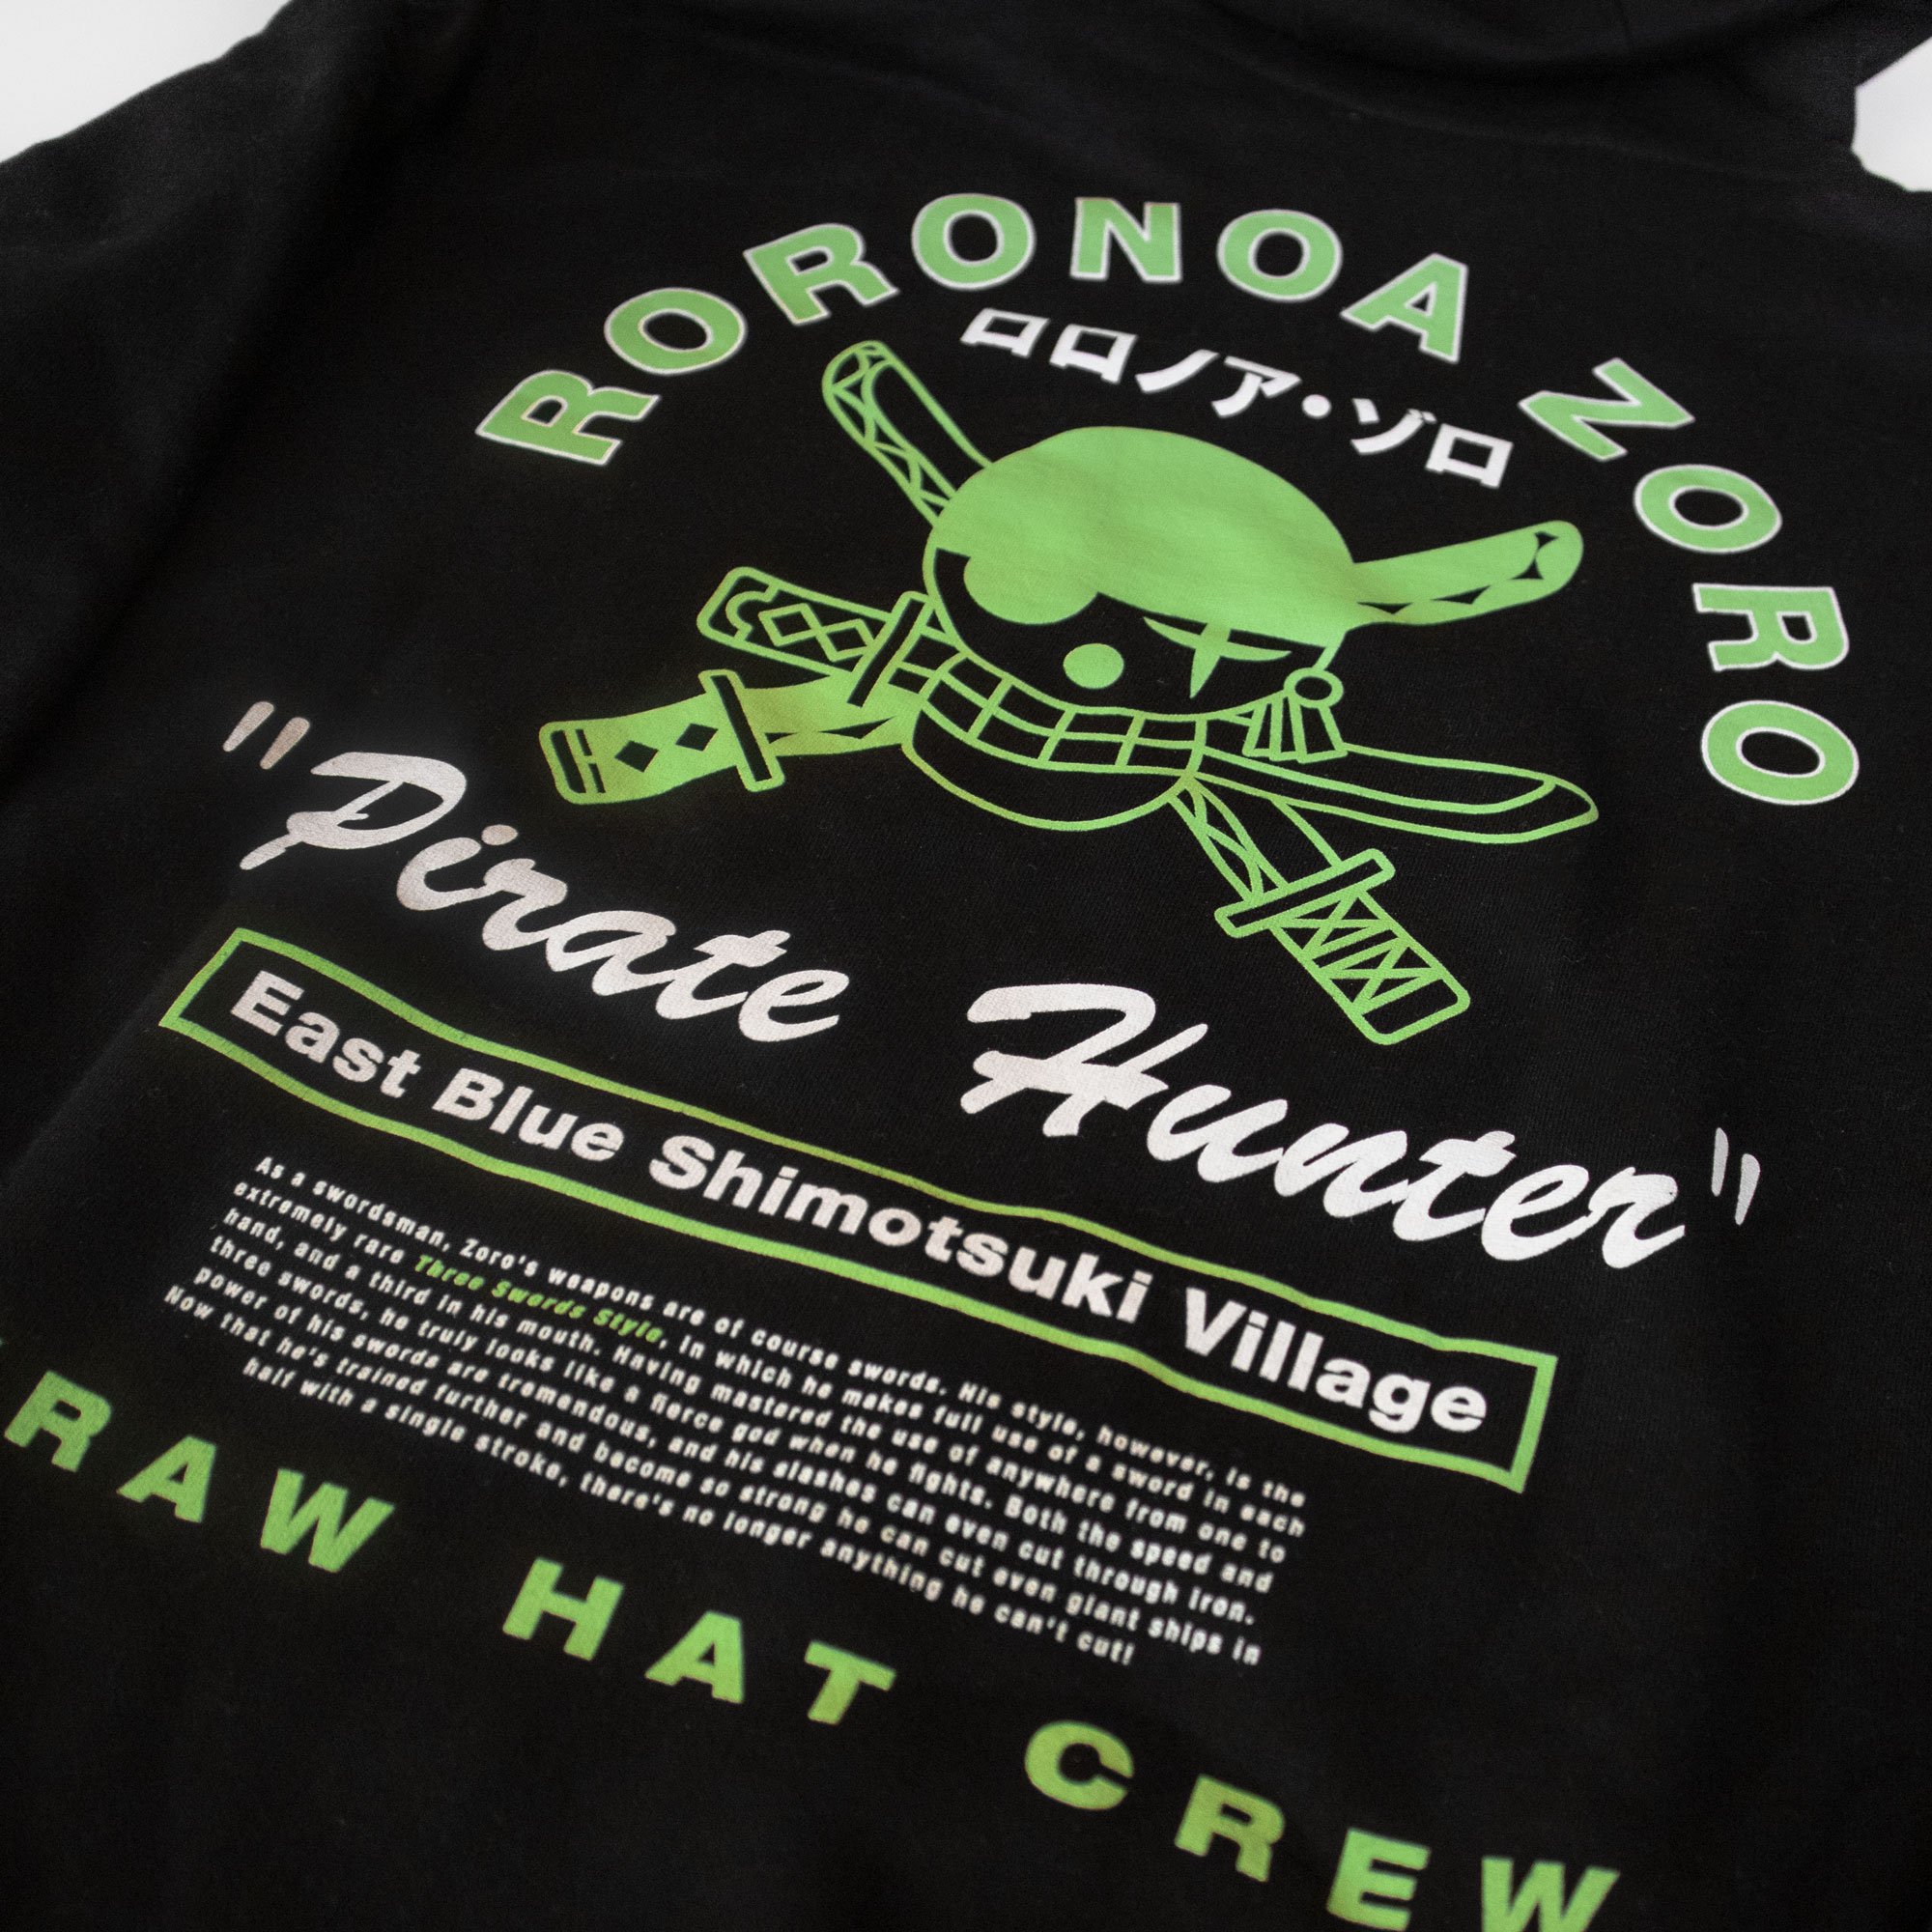 RORONOA ZORO
ロロノア・ゾロ
"Pirate Hunter"
East Blue Shimotsuki Village
As a swordsman, Zoro's weapons are of course swords. His style, however, is the
extremely rare Three Swords Style, in which he makes full use of a sword in each
hand, and a third in his mouth. Having mastered the use of anywhere from one to
three swords, he truly looks like a fierce god when he fights. Both the speed and
power of his swords are tremendous, and his slashes can even cut through iron.
Now that he's trained further and become so strong he can cut even giant ships in
half with a single stroke, there's no longer anything he can't cut!
RAW HAT CREW